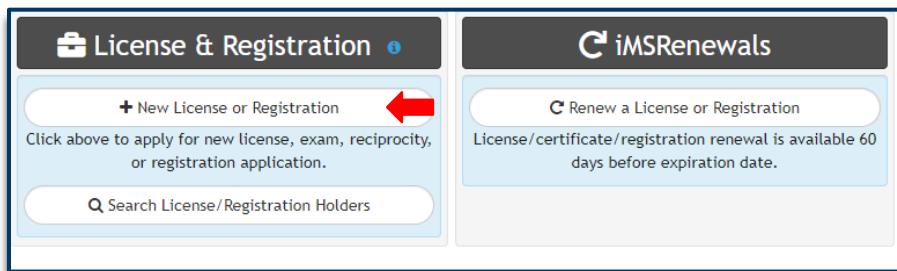 License & Registration
+ New License or Registration
Click above to apply for new license, exam, reciprocity,
or registration application.
Search License/Registration Holders
iMSRenewals
Renew a License or Registration
License/certificate/registration renewal is available 60
days before expiration date.